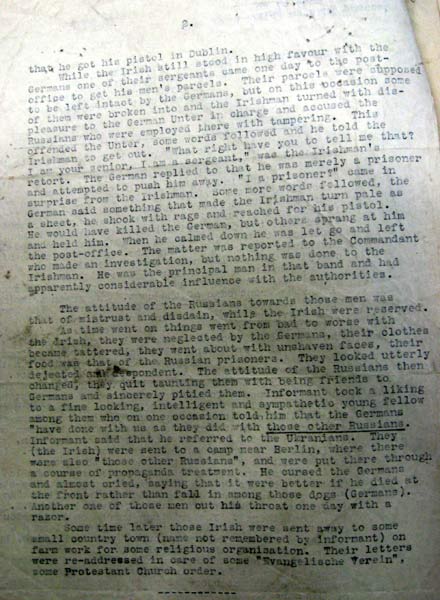 2.
that he got his pistol in Dublin.
While the Irish still stood in high favour with the
Germans one of their sergeants came one day to the post-
office to get his men's parcels. Their parcels were supposed
to be left intact by the Germans, but on this occasion some
of them were broken into and the Irishman turned with dis-
pleasure to the German Unter in charge and accused the
Russians who were employed there with tampering. This
offended the Unter, some words followed and he told the
Irishman to get out. "What right have you to tell me that?
I am your senior, I am a sergeant," was the Irishman's
retort. The German replied to that he was merely a prisoner
and attempted to push him away. "I a prisoner?" came in
surprise from the Irishman. Some more words followed, the
German said something that made the Irishman turn pale as
a sheet, he shook with rage and reached for his pistol.
He would have killed the German, but others sprang at him
and held him. When he calmed down he was let go and left
the post-office. The matter was reported to the Commandant
who made an investigation, but nothing was done to the
Irishman. He was the principal man in that band and had
apparently considerable influence with the authorities.
The attitude of the Russians towards those men was
that of mistrust and disdain, while the Irish were reserved.
As time went on things went from bad to worse with
the Irish, they were neglected by the Germans, their clothes
became tattered, they went about with unshaven faces, their
food was that of the Russian prisoners. They looked utterly
dejected despondent. The attitude of the Russians then
changed, they quit taunting them with being friends to
Germans and sincerely pitied them. Informant took a liking
to a fine looking, intelligent and sympathetic young fellow
among them who on one occasion told him that the Germans
"have done with us as they did with those other Russians.
Informant said that he referred to the Ukranians. They
(the Irish) were sent to a camp near Berlin, where there
were also "those other Russians", and were put there through
a course of propaganda treatment. He cursed the Germans
and almost cried, saying that it were better if he died at
the front rather than fall in among those dogs (Germans).
Another one of those men cut his throat one day with a
razor.
Some time later those Irish were sent away to some
small country town (name not remembered by informant) on
farm work for some religious organisation. Their letters
were re-addressed in care of some "Evangelische Verein",
some Protestant Church order.
-------------